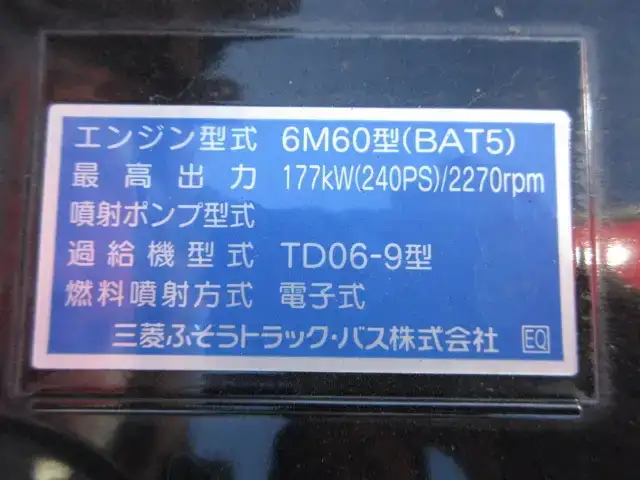 エンジン型式 6M60型(BAT5)
最高出力 177kW(240PS)/2270rpm
噴射ポンプ型式
過給機型式 TD06-9型
燃料噴射方式 電子式
三菱ふそうトラック・バス株式会社 EQ